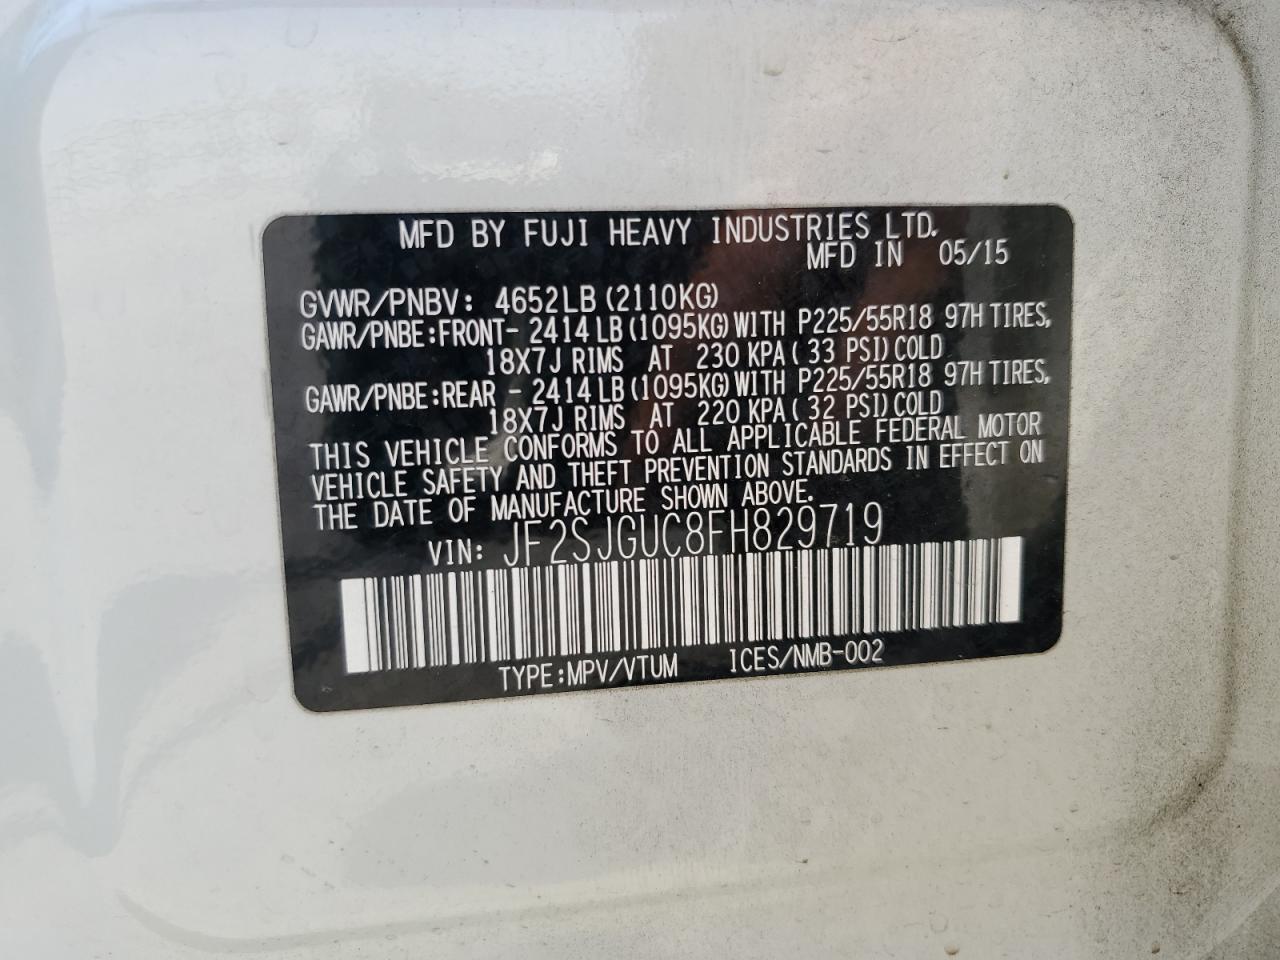 MFD BY FUJI HEAVY INDUSTRIES LTD.
MFD IN 05/15
GVWR/PNBV: 4652LB (2110KG)
GAWR/PNBE:FRONT- 2414 LB (1095KG) WITH P225/55R18 97H TIRES,
18X7J RIMS AT 230 KPA ( 33 PSI) COLD
GAWR/PNBE:REAR - 2414 LB (1095KG) WITH P225/55R18 97H TIRES,
18X7J RIMS AT 220 KPA ( 32 PSI) COLD
THIS VEHICLE CONFORMS TO ALL APPLICABLE FEDERAL MOTOR
VEHICLE SAFETY AND THEFT PREVENTION STANDARDS IN EFFECT ON
THE DATE OF MANUFACTURE SHOWN ABOVE.
VIN: JF2SJGUC8FH829719
TYPE:MPV/VTUM ICES/NMB-002